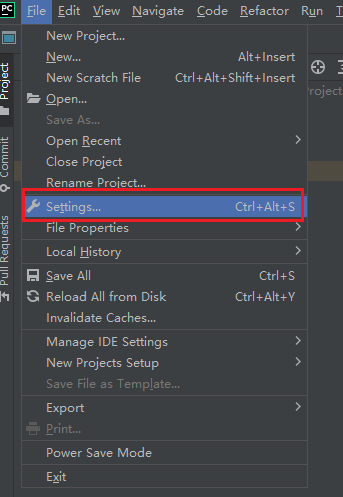 PC File Edit View Navigate Code Refactor Run T
New Project...
New... Alt+Insert
New Scratch File Ctrl+Alt+Shift+Insert
Open...
Save As...
Open Recent
Close Project
Rename Project...
Settings... Ctrl+Alt+S
File Properties
Local History
Save All Ctrl+S
Reload All from Disk Ctrl+Alt+Y
Invalidate Caches...
Manage IDE Settings
New Projects Setup
Save File as Template...
Export
Print...
Power Save Mode
Exit
Project
Commit
Pull Requests
Project